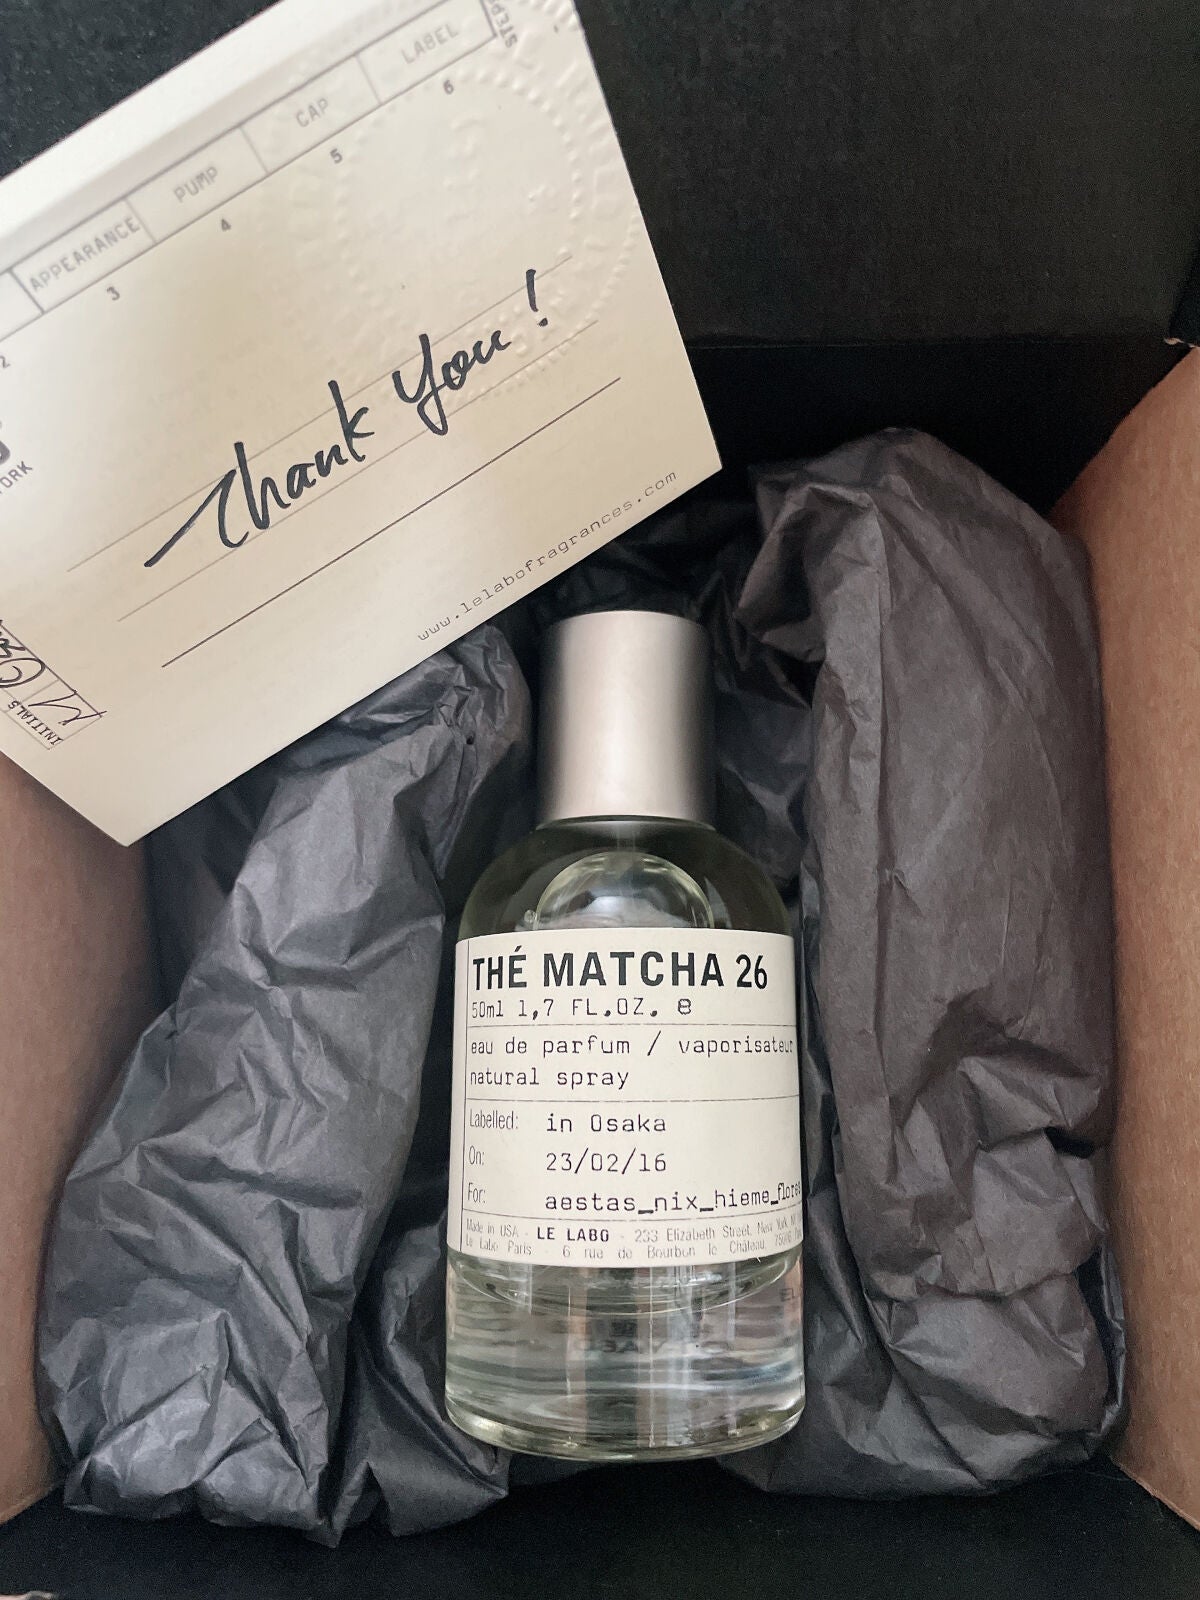 STEPS
LABEL
6
CAP
5
PUMP
4
APPEARANCE
3
2
Thank you!
www.lelabofragrances.com
INITIALS
THÉ MATCHA 26
50ml 1,7 FL.OZ. e
eau de parfum / vaporisateur
natural spray
Labelled: in Osaka
On: 23/02/16
For: aestas_nix_hieme_flores
Made in USA - LE LABO - 233 Elizabeth Street, New York, NY
Le Labo Paris - 6 rue de Bourbon le Château, 75006